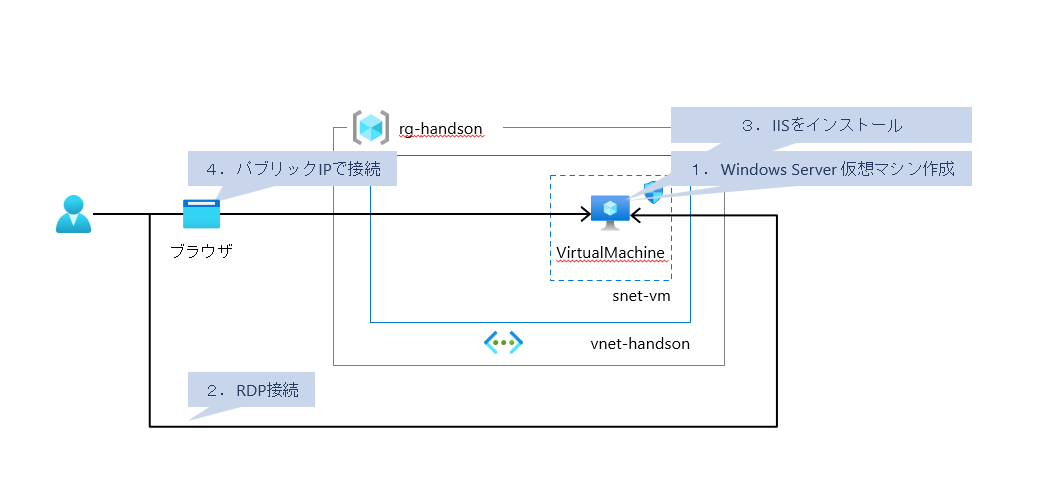 rg-handson
３．IISをインストール
４．パブリックIPで接続
１．Windows Server 仮想マシン作成
ブラウザ
VirtualMachine
snet-vm
vnet-handson
２．RDP接続